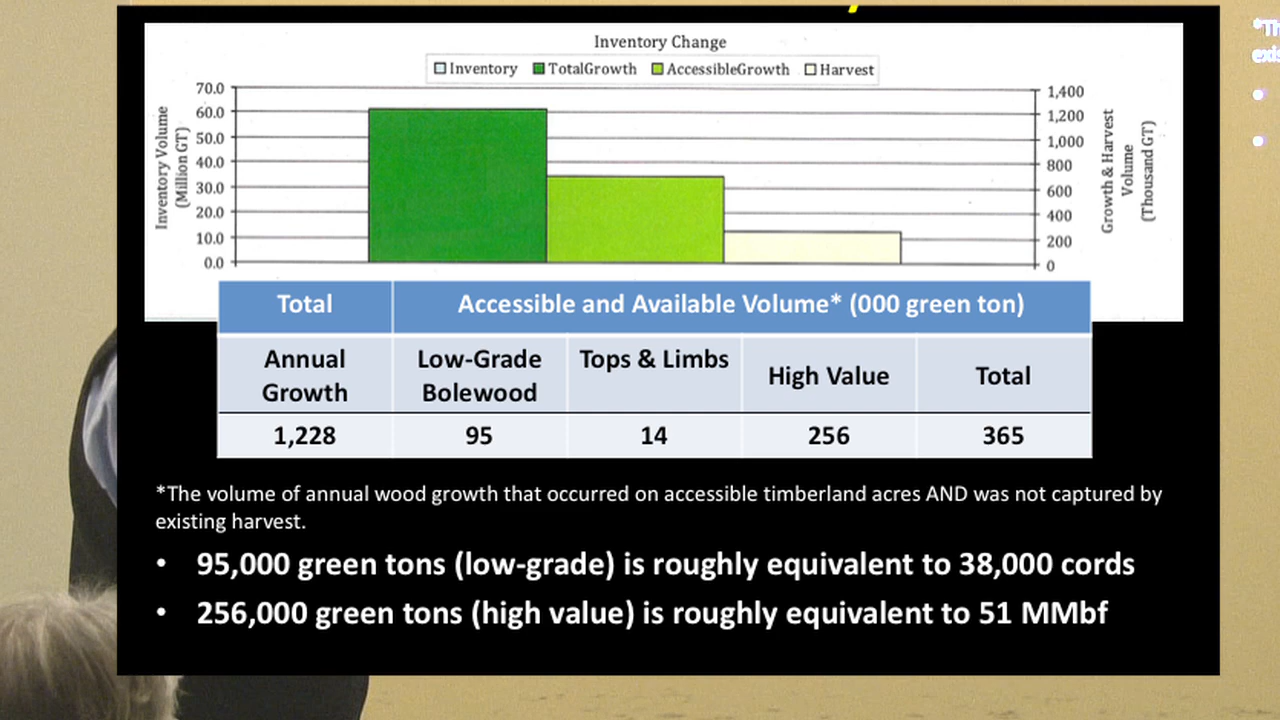 Inventory Change
Inventory TotalGrowth AccessibleGrowth Harvest
70.0
60.0
50.0
40.0
30.0
20.0
10.0
0.0
Inventory Volume
(Million GT)
1,400
1,200
1,000
800
600
400
200
0
Growth & Harvest
Volume
(Thousand GT)
Total Accessible and Available Volume* (000 green ton)
Annual Growth Low-Grade Bolewood Tops & Limbs High Value Total
1,228 95 14 256 365
*The volume of annual wood growth that occurred on accessible timberland acres AND was not captured by
existing harvest.
• 95,000 green tons (low-grade) is roughly equivalent to 38,000 cords
• 256,000 green tons (high value) is roughly equivalent to 51 MMbf